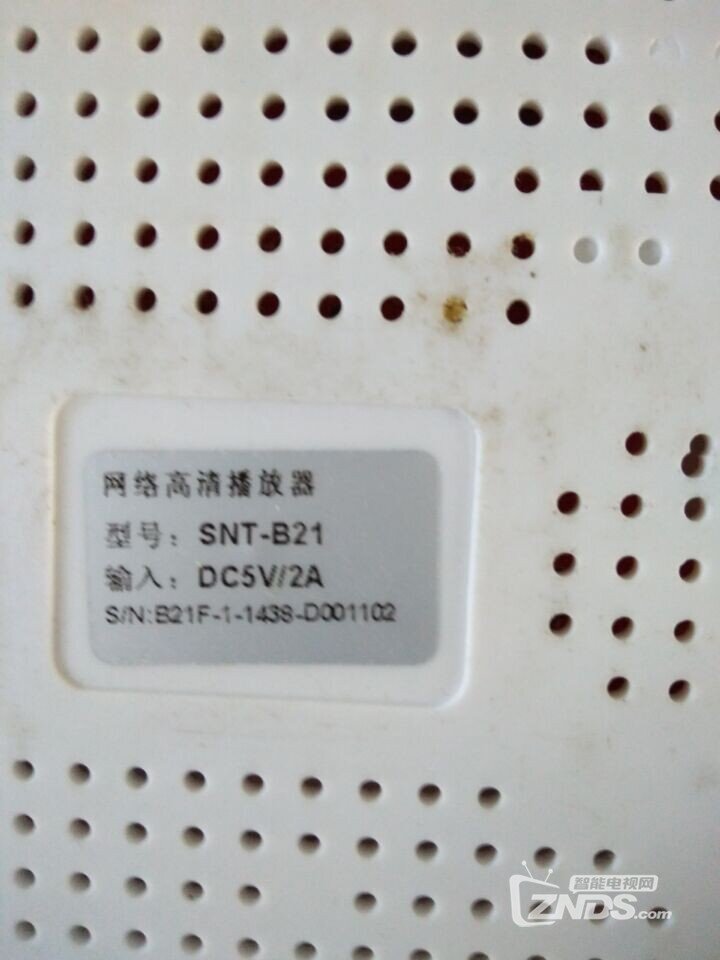 网络高清播放器
型号：SNT-B21
输入：DC5V/2A
S/N:B21F-1-1438-D001102
智能电视网
ZNDS.com